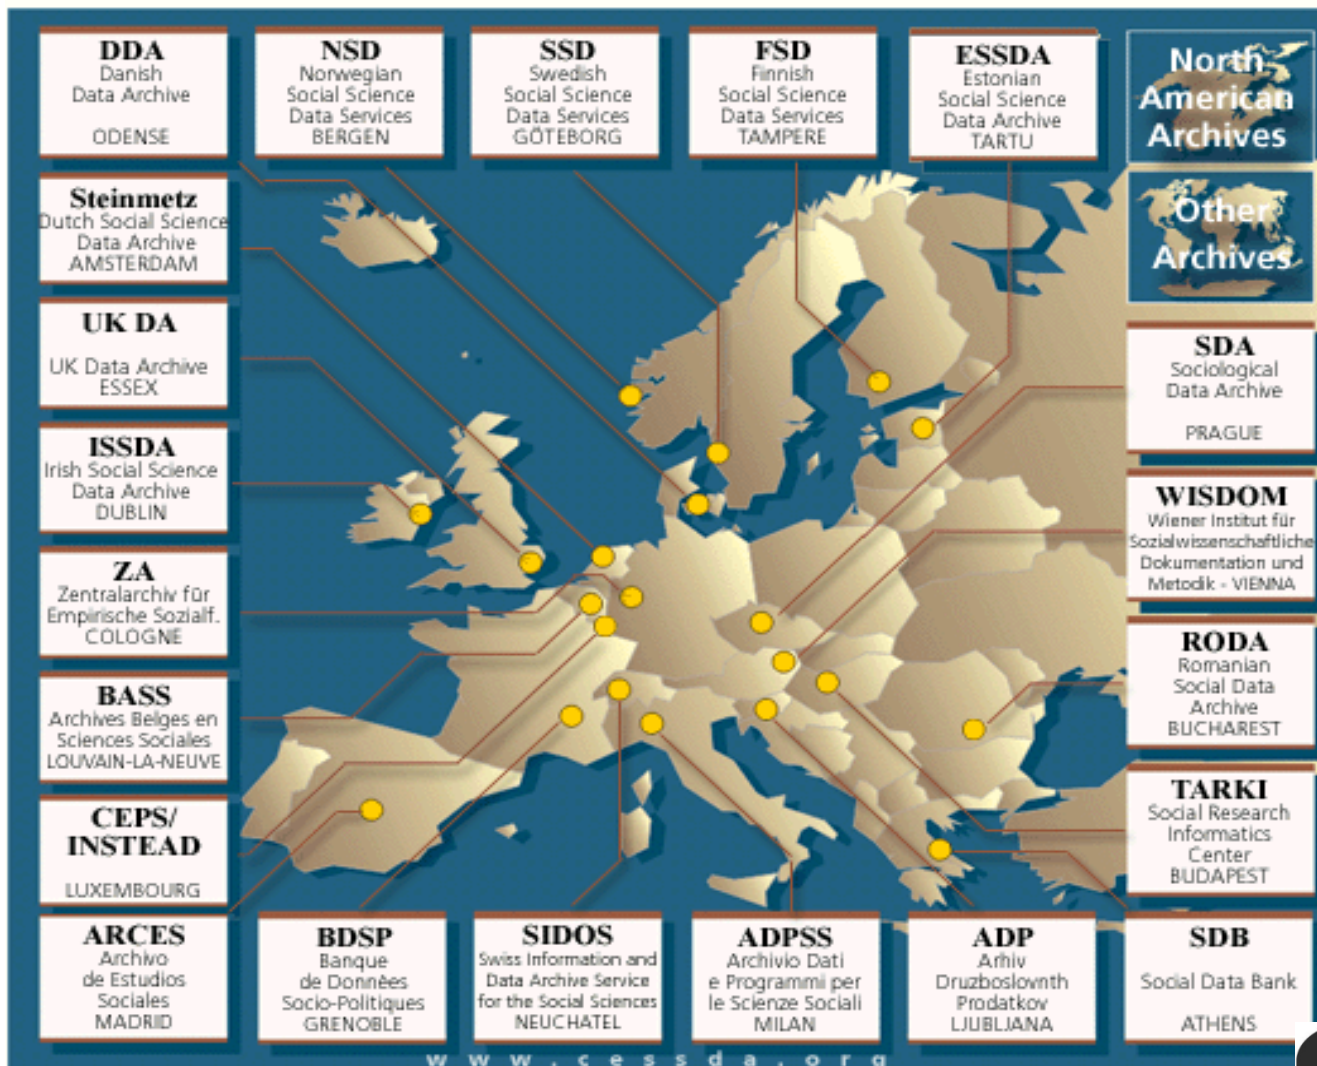 DDA
Danish
Data Archive
ODENSE
NSD
Norwegian
Social Science
Data Services
BERGEN
SSD
Swedish
Social Science
Data Services
GÖTEBORG
FSD
Finnish
Social Science
Data Services
TAMPERE
ESSDA
Estonian
Social Science
Data Archive
TARTU
North
American
Archives
Other
Archives
Steinmetz
Dutch Social Science
Data Archive
AMSTERDAM
UK DA
UK Data Archive
ESSEX
ISSDA
Irish Social Science
Data Archive
DUBLIN
ZA
Zentralarchiv für
Empirische Sozialf.
COLOGNE
BASS
Archives Belges en
Sciences Sociales
LOUVAIN-LA-NEUVE
CEPS/
INSTEAD
LUXEMBOURG
SDA
Sociological
Data Archive
PRAGUE
WISDOM
Wiener Institut für
Sozialwissenschaftliche
Dokumentation und
Metodik - VIENNA
RODA
Romanian
Social Data
Archive
BUCHAREST
TARKI
Social Research
Informatics
Center
BUDAPEST
ARCES
Archivo
de Estudios
Sociales
MADRID
BDSP
Banque
de Donnèes
Socio-Politiques
GRENOBLE
SIDOS
Swiss Information and
Data Archive Service
for the Social Sciences
NEUCHATEL
ADPSS
Archivio Dati
e Programmi per
le Scienze Sociali
MILAN
ADP
Arhiv
Druzboslovnth
Prodatkov
LJUBLJANA
SDB
Social Data Bank
ATHENS
www.cessda.org